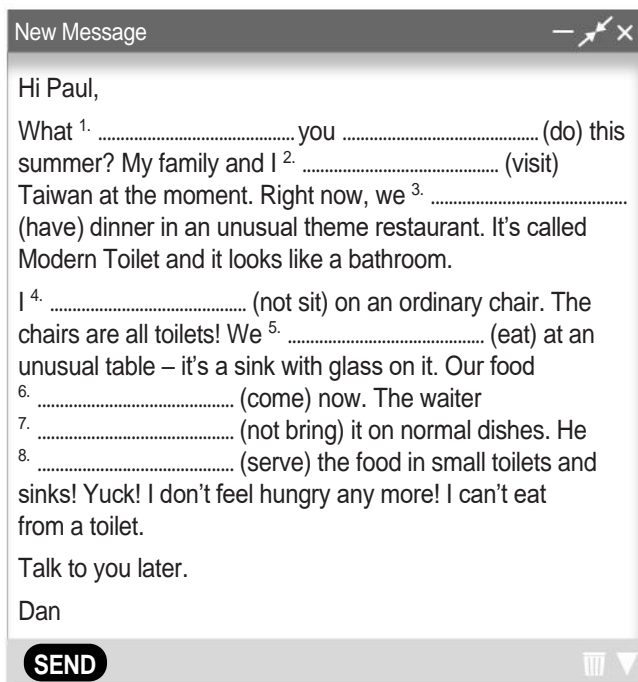 New Message
Hi Paul,
What 1. ........................................ you ........................................ (do) this
summer? My family and I 2. ........................................ (visit)
Taiwan at the moment. Right now, we 3. ........................................
(have) dinner in an unusual theme restaurant. It’s called
Modern Toilet and it looks like a bathroom.
I 4. ........................................ (not sit) on an ordinary chair. The
chairs are all toilets! We 5. ........................................ (eat) at an
unusual table – it’s a sink with glass on it. Our food
6. ........................................ (come) now. The waiter
7. ........................................ (not bring) it on normal dishes. He
8. ........................................ (serve) the food in small toilets and
sinks! Yuck! I don’t feel hungry any more! I can’t eat
from a toilet.
Talk to you later.
Dan
SEND